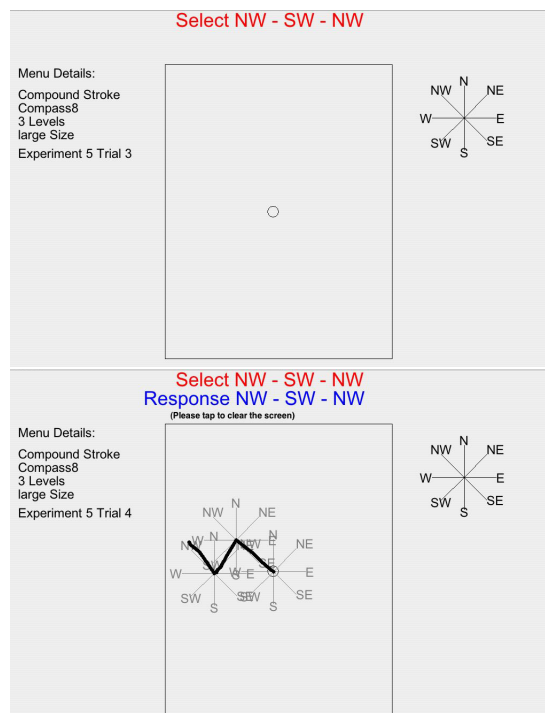 Select NW - SW - NW
Menu Details:
Compound Stroke
Compass8
3 Levels
large Size
Experiment 5 Trial 3
N
NW NE
W E
SW SE
S
Select NW - SW - NW
Response NW - SW - NW
(Please tap to clear the screen)
Menu Details:
Compound Stroke
Compass8
3 Levels
large Size
Experiment 5 Trial 4
N
NW NE
W E
SW SE
S
N
NW NE
W N N E
NW NW NE
W W E E
SW SW SE
S S